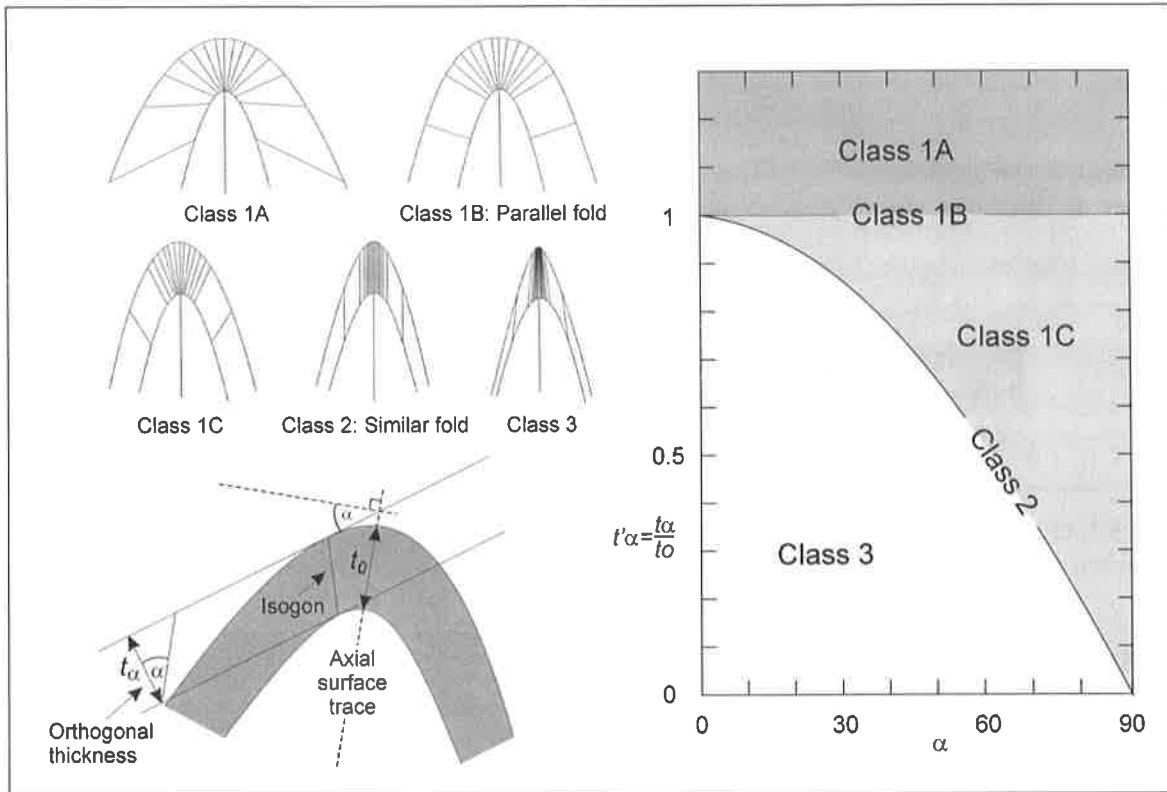 Class 1A
Class 1B: Parallel fold
Class 1C
Class 2: Similar fold
Class 3
α
t₀
Isogon
tα
α
Axial
surface
trace
Orthogonal
thickness
Class 1A
1
Class 1B
Class 1C
0.5
Class 2
t'α=tα/to
Class 3
0
0
30
60
90
α